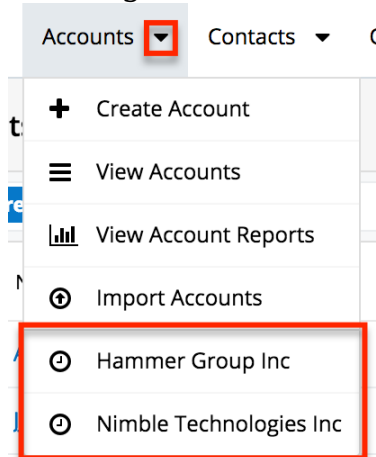 Accounts Contacts
Create Account
View Accounts
View Account Reports
Import Accounts
Hammer Group Inc
Nimble Technologies Inc